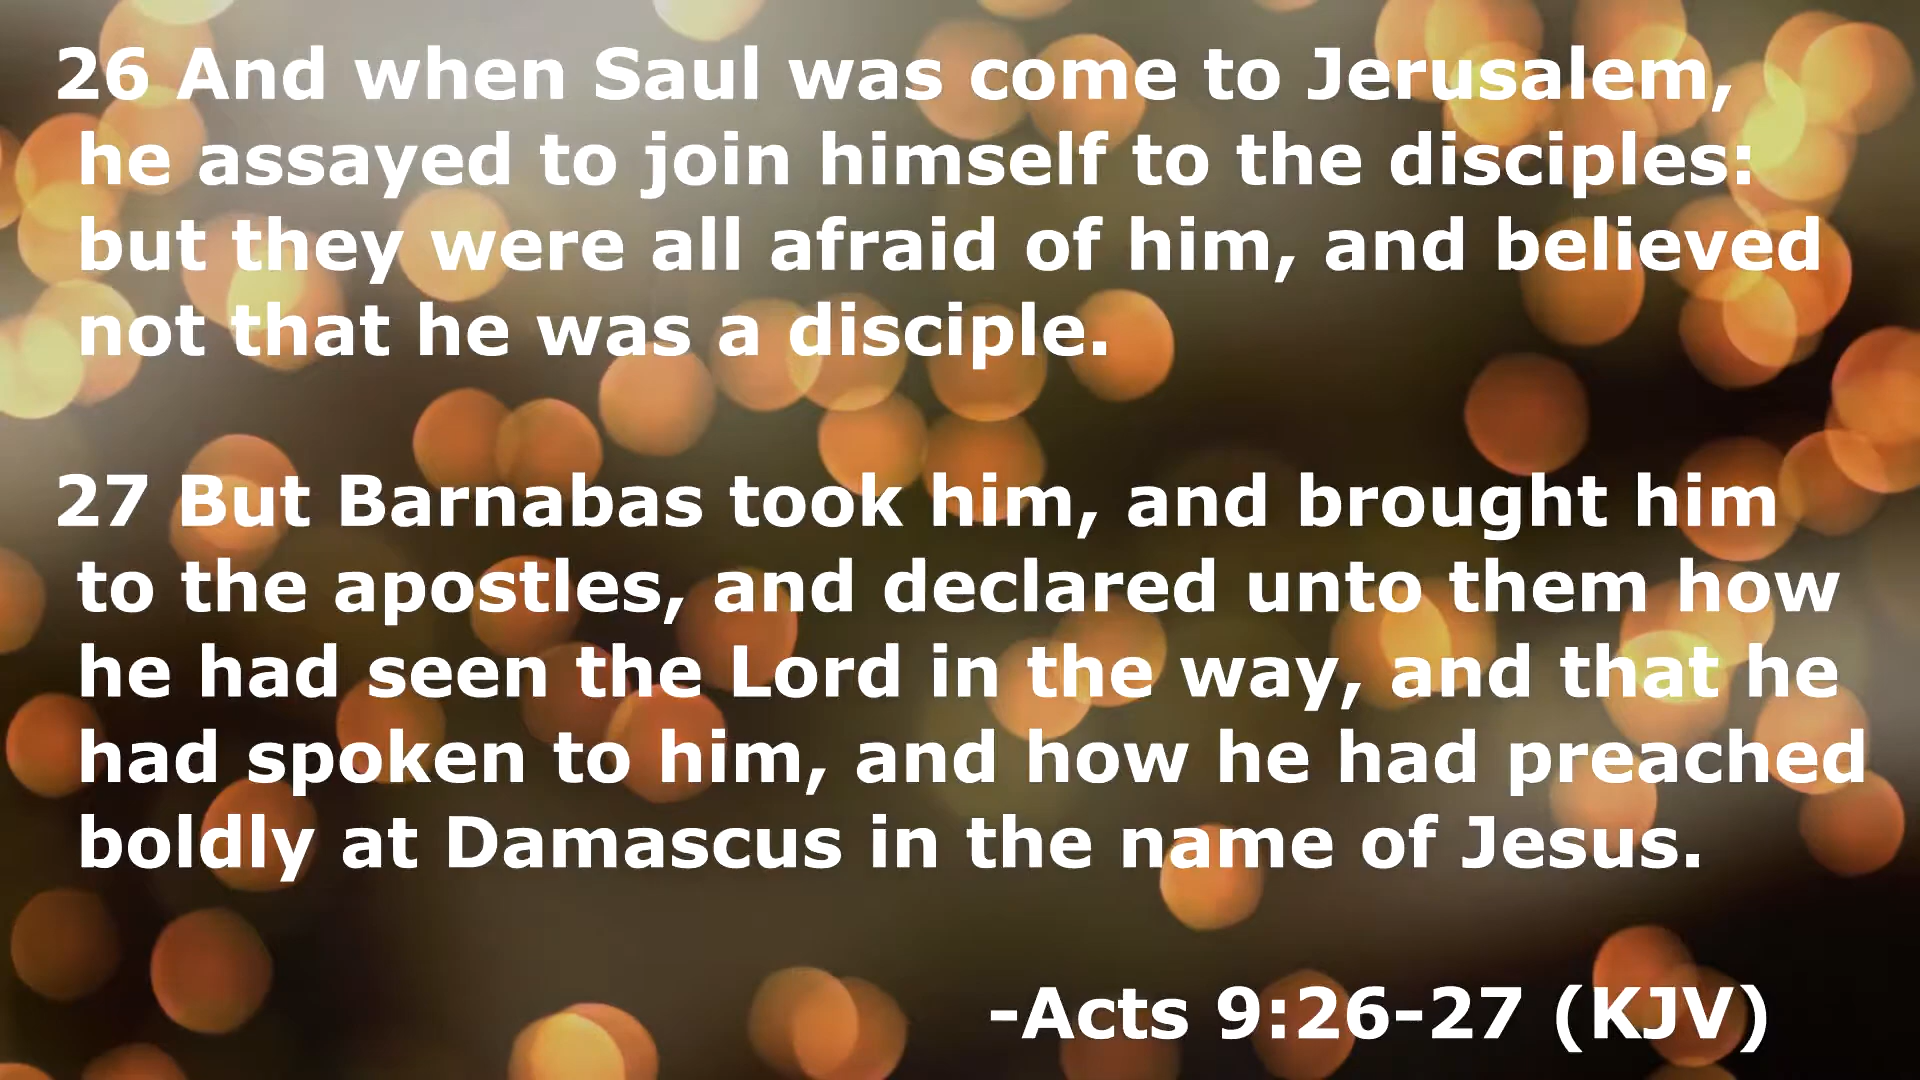 26 And when Saul was come to Jerusalem,
he assayed to join himself to the disciples:
but they were all afraid of him, and believed
not that he was a disciple.
27 But Barnabas took him, and brought him
to the apostles, and declared unto them how
he had seen the Lord in the way, and that he
had spoken to him, and how he had preached
boldly at Damascus in the name of Jesus.
-Acts 9:26-27 (KJV)